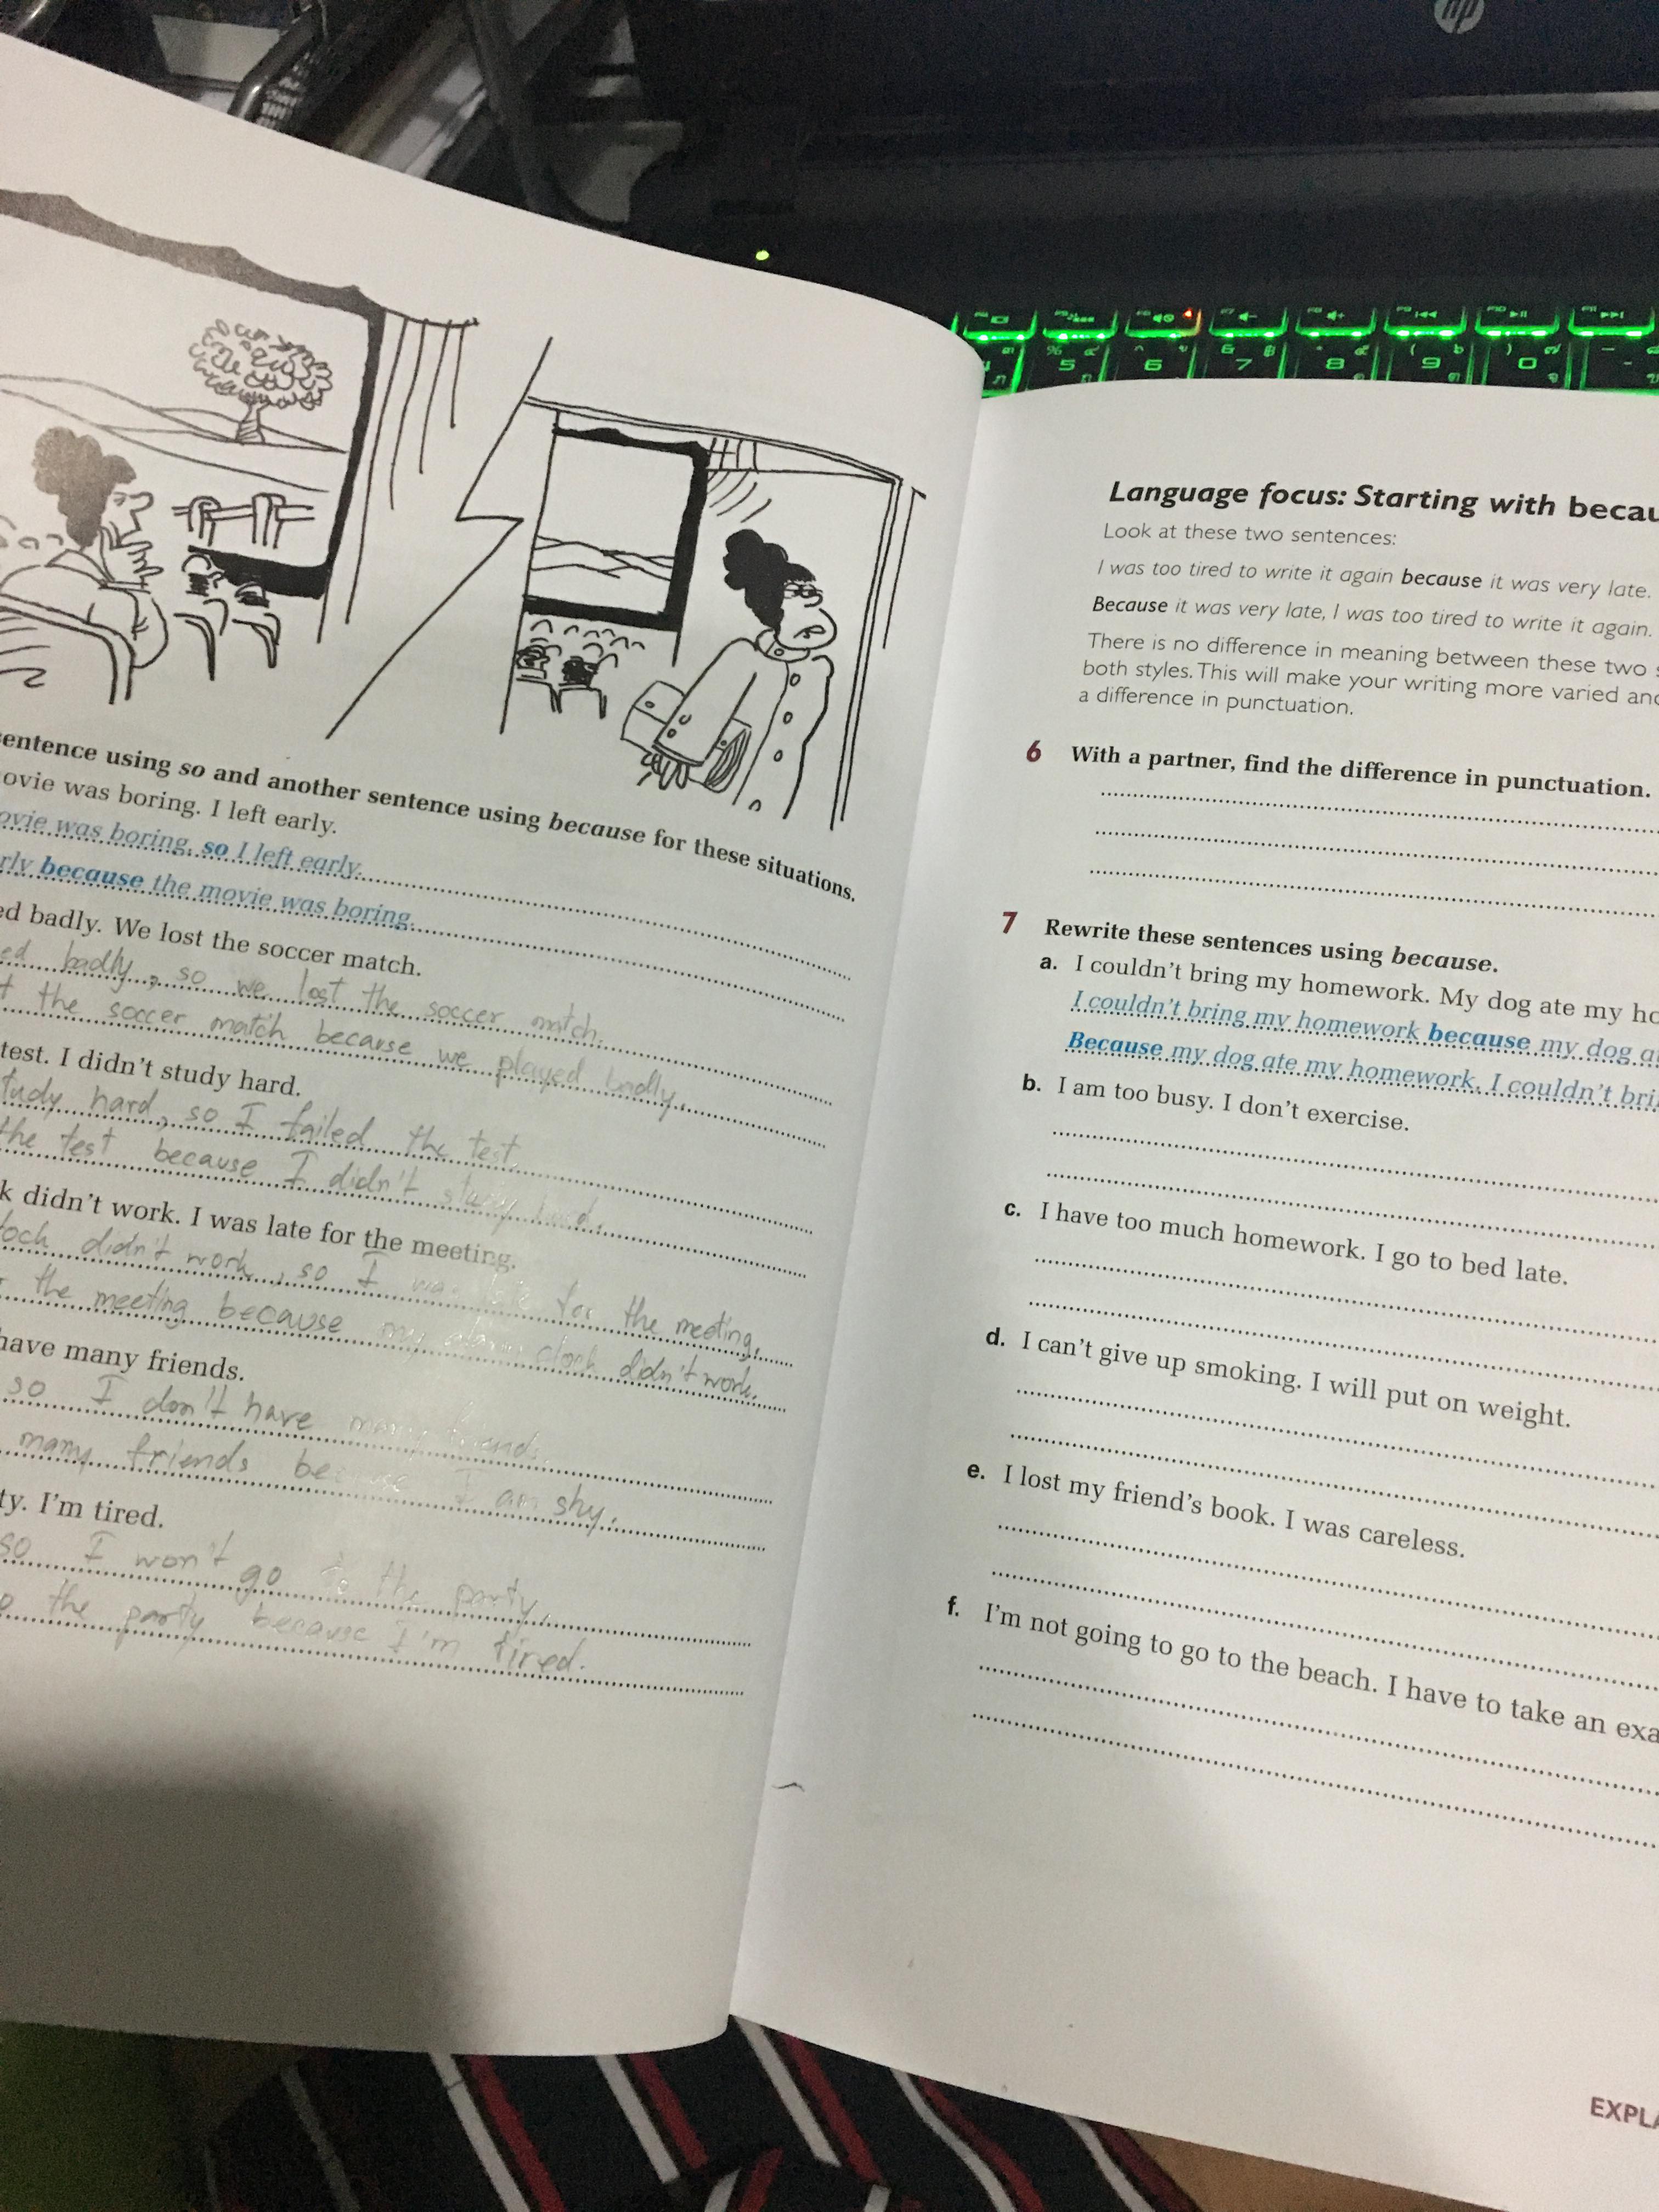 hp
5 6 7 8 9 0
sentence using so and another sentence using because for these situations.
ovie was boring. I left early.
ovie was boring, so I left early.
rly because the movie was boring.
ed badly. We lost the soccer match.
ed badly, so we lost the soccer match.
t the soccer match because we played badly.
test. I didn't study hard.
tudy hard, so I failed the test.
the test because I didn't study hard.
k didn't work. I was late for the meeting.
lock didn't work, so I was late for the meeting.
the meeting because my alarm clock didn't work.
have many friends.
so I don't have many friends.
many friends because I am shy.
ty. I'm tired.
so I won't go to the party.
o the party because I'm tired.
Language focus: Starting with becau
Look at these two sentences:
I was too tired to write it again because it was very late.
Because it was very late, I was too tired to write it again.
There is no difference in meaning between these two s
both styles. This will make your writing more varied and
a difference in punctuation.
6 With a partner, find the difference in punctuation.
7 Rewrite these sentences using because.
a. I couldn't bring my homework. My dog ate my ho
I couldn't bring my homework because my dog at
Because my dog ate my homework, I couldn't bri
b. I am too busy. I don't exercise.
c. I have too much homework. I go to bed late.
d. I can't give up smoking. I will put on weight.
e. I lost my friend's book. I was careless.
f. I'm not going to go to the beach. I have to take an exa
EXPLA